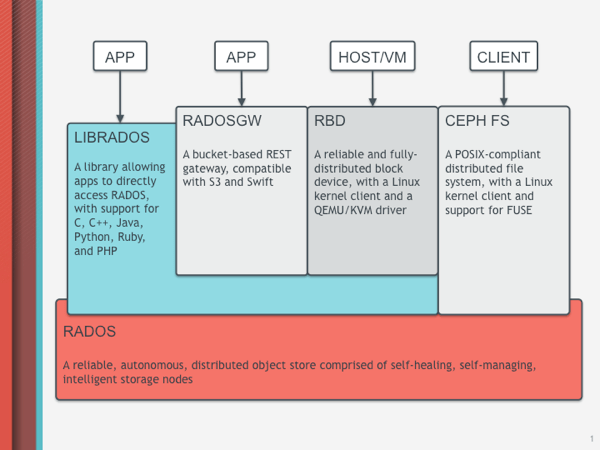 APP
APP
HOST/VM
CLIENT
LIBRADOS
A library allowing
apps to directly
access RADOS,
with support for
C, C++, Java,
Python, Ruby,
and PHP
RADOSGW
A bucket-based REST
gateway, compatible
with S3 and Swift
RBD
A reliable and fully-
distributed block
device, with a Linux
kernel client and a
QEMU/KVM driver
CEPH FS
A POSIX-compliant
distributed file
system, with a Linux
kernel client and
support for FUSE
RADOS
A reliable, autonomous, distributed object store comprised of self-healing, self-managing,
intelligent storage nodes
1